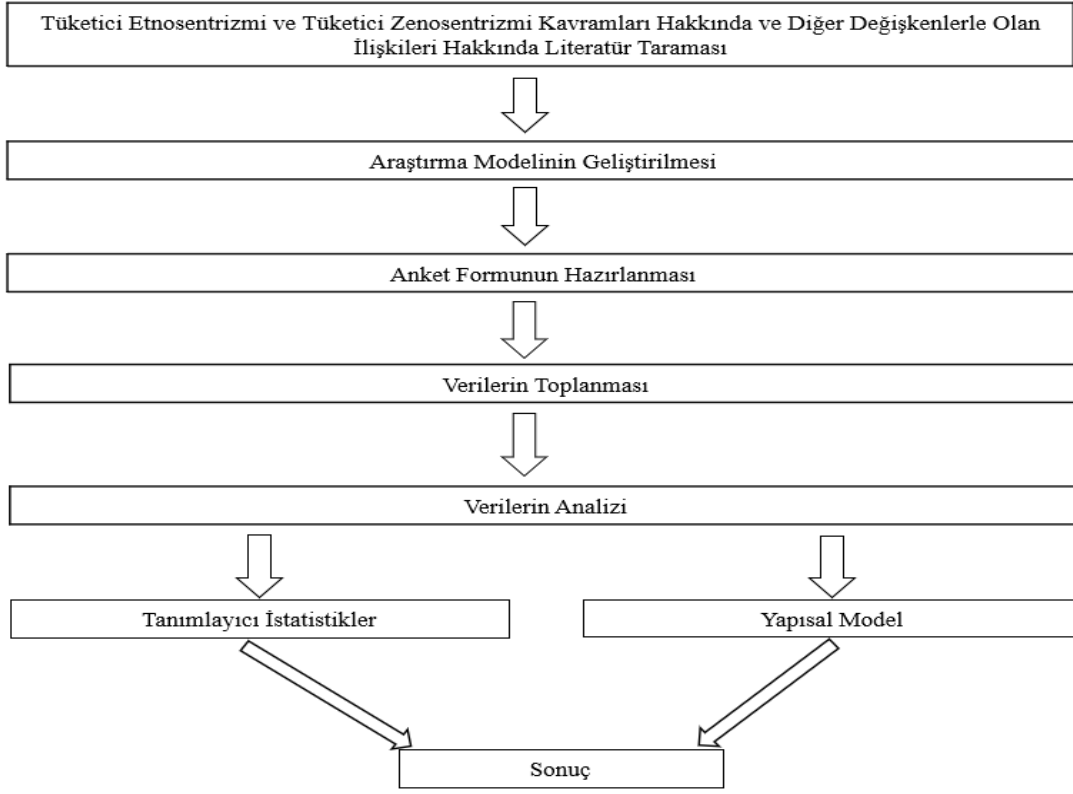 Tüketici Etnosentrizmi ve Tüketici Zenosentrizmi Kavramları Hakkında ve Diğer Değişkenlerle Olan
İlişkileri Hakkında Literatür Taraması
Araştırma Modelinin Geliştirilmesi
Anket Formunun Hazırlanması
Verilerin Toplanması
Verilerin Analizi
Tanımlayıcı İstatistikler
Yapısal Model
Sonuç